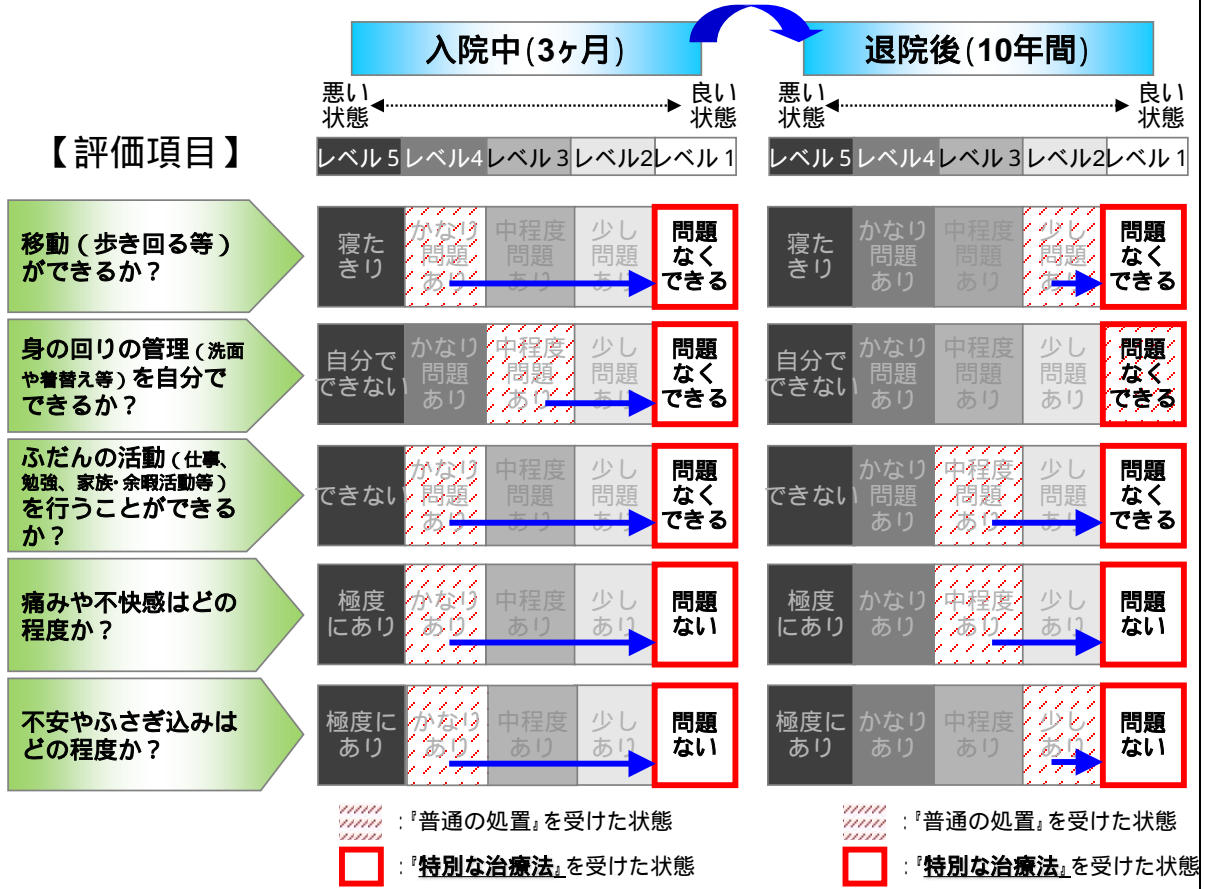 入院中(3ヶ月)
退院後(10年間)
悪い
状態
良い
状態
悪い
状態
良い
状態
【評価項目】
レベル5 レベル4 レベル3 レベル2 レベル1
レベル5 レベル4 レベル3 レベル2 レベル1
移動(歩き回る等)
ができるか?
寝た
きり
かなり
問題
あり
中程度
問題
あり
少し
問題
あり
問題
なく
できる
寝た
きり
かなり
問題
あり
中程度
問題
あり
少し
問題
あり
問題
なく
できる
身の回りの管理(洗面
や着替え等)を自分で
できるか?
自分で
できない
かなり
問題
あり
中程度
問題
あり
少し
問題
あり
問題
なく
できる
自分で
できない
かなり
問題
あり
中程度
問題
あり
少し
問題
あり
問題
なく
できる
ふだんの活動(仕事、
勉強、家族・余暇活動等)
を行うことができる
か?
できない
かなり
問題
あり
中程度
問題
あり
少し
問題
あり
問題
なく
できる
できない
かなり
問題
あり
中程度
問題
あり
少し
問題
あり
問題
なく
できる
痛みや不快感はどの
程度か?
極度
にあり
かなり
あり
中程度
あり
少し
あり
問題
ない
極度
にあり
かなり
あり
中程度
あり
少し
あり
問題
ない
不安やふさぎ込みは
どの程度か?
極度に
あり
かなり
あり
中程度
あり
少し
あり
問題
ない
極度に
あり
かなり
あり
中程度
あり
少し
あり
問題
ない
:『普通の処置』を受けた状態
:『特別な治療法』を受けた状態
:『普通の処置』を受けた状態
:『特別な治療法』を受けた状態